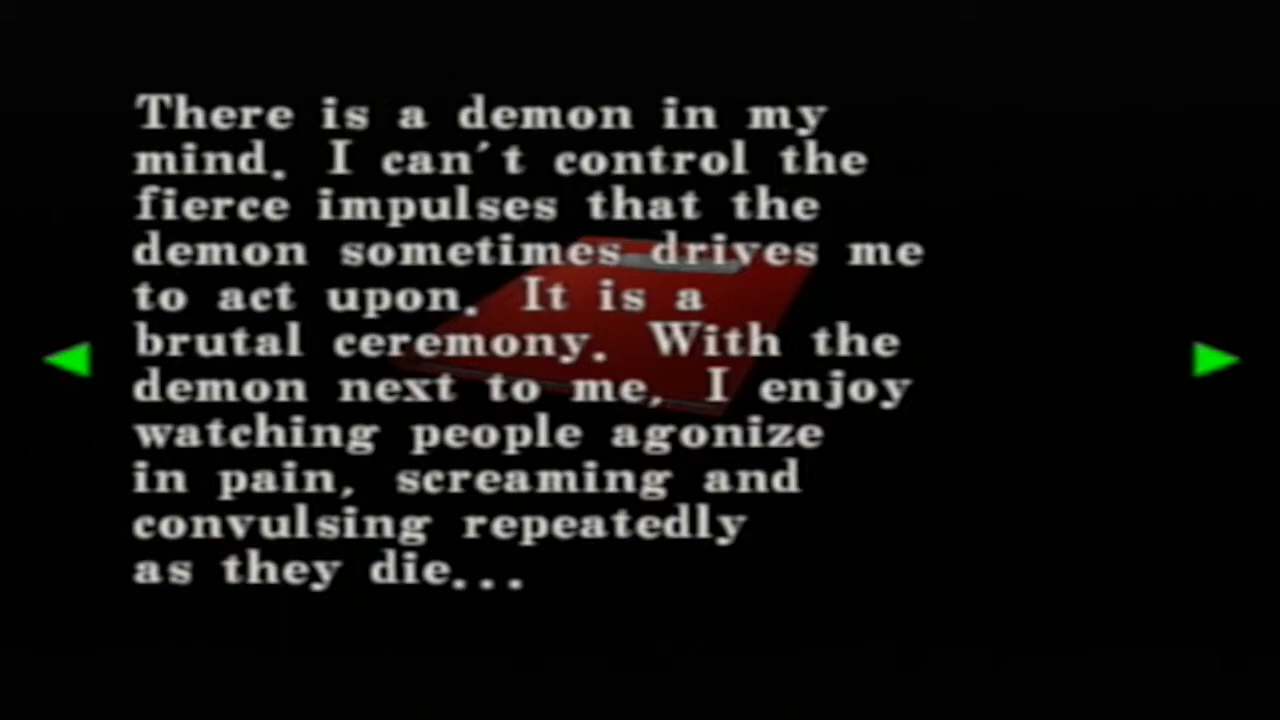 There is a demon in my
mind. I can´t control the
fierce impulses that the
demon sometimes drives me
to act upon. It is a
brutal ceremony. With the
demon next to me, I enjoy
watching people agonize
in pain, screaming and
convulsing repeatedly
as they die...